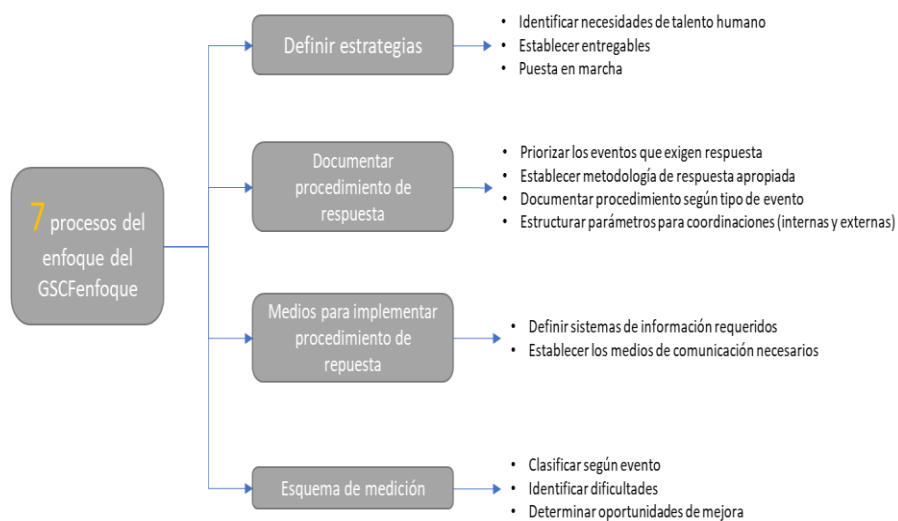 7 procesos del
enfoque del
GSCFenfoque
Definir estrategias
• Identificar necesidades de talento humano
• Establecer entregables
• Puesta en marcha
Documentar
procedimiento de
respuesta
• Priorizar los eventos que exigen respuesta
• Establecer metodología de respuesta apropiada
• Documentar procedimiento según tipo de evento
• Estructurar parámetros para coordinaciones (internas y externas)
Medios para implementar
procedimiento de
repuesta
• Definir sistemas de información requeridos
• Establecer los medios de comunicación necesarios
Esquema de medición
• Clasificar según evento
• Identificar dificultades
• Determinar oportunidades de mejora